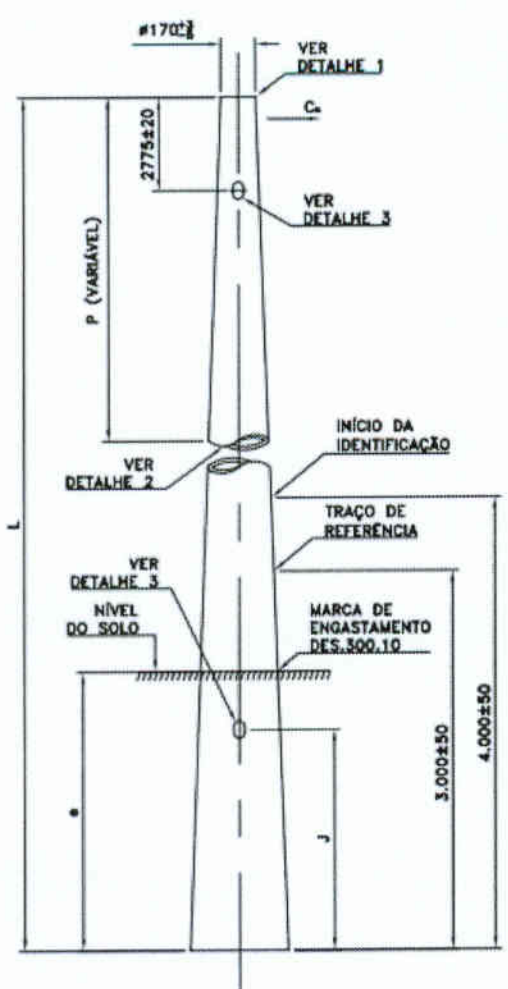 VER
DETALHE 1
Cₙ
2775±20
VER
DETALHE 3
P (VARIÁVEL)
INÍCIO DA
IDENTIFICAÇÃO
VER
DETALHE 2
L
TRAÇO DE
REFERÊNCIA
VER
DETALHE 3
NÍVEL
DO SOLO
MARCA DE
ENGASTAMENTO
DES.300.10
e
J
3.000±50
4.000±50